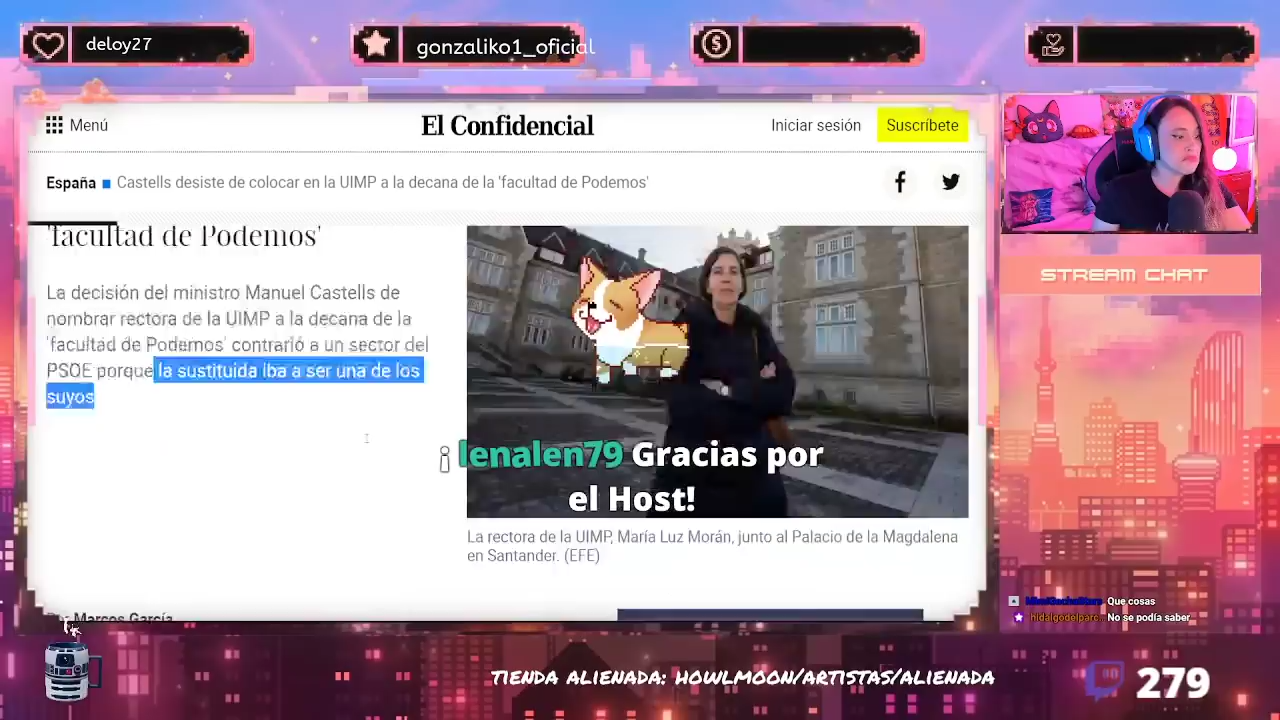 deloy27
gonzaliko1_oficial
Menú
El Confidencial
Iniciar sesión
Suscríbete
España Castells desiste de colocar en la UIMP a la decana de la 'facultad de Podemos'
'facultad de Podemos'
La decisión del ministro Manuel Castells de
nombrar rectora de la UIMP a la decana de la
'facultad de Podemos' contrarió a un sector del
PSOE porque la sustituida iba a ser una de los
suyos
¡lenalen79 Gracias por
el Host!
La rectora de la UIMP, María Luz Morán, junto al Palacio de la Magdalena
en Santander. (EFE)
Por Marcos García
STREAM CHAT
Que cosas
No se podía saber
TIENDA ALIENADA: HOWLMOON/ARTISTAS/ALIENADA
279